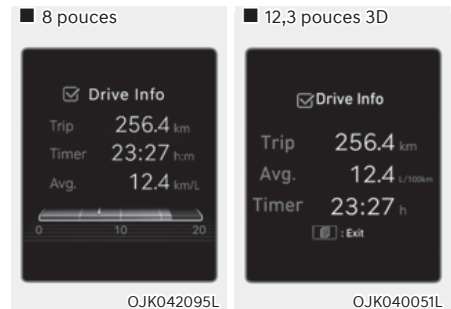 ■ 8 pouces
Drive Info
Trip 256.4 km
Timer 23:27 h:m
Avg. 12.4 km/L
0 10 20
OJK042095L
■ 12,3 pouces 3D
Drive Info
Trip 256.4 km
Avg. 12.4 L/100km
Timer 23:27 h
: Exit
OJK040051L